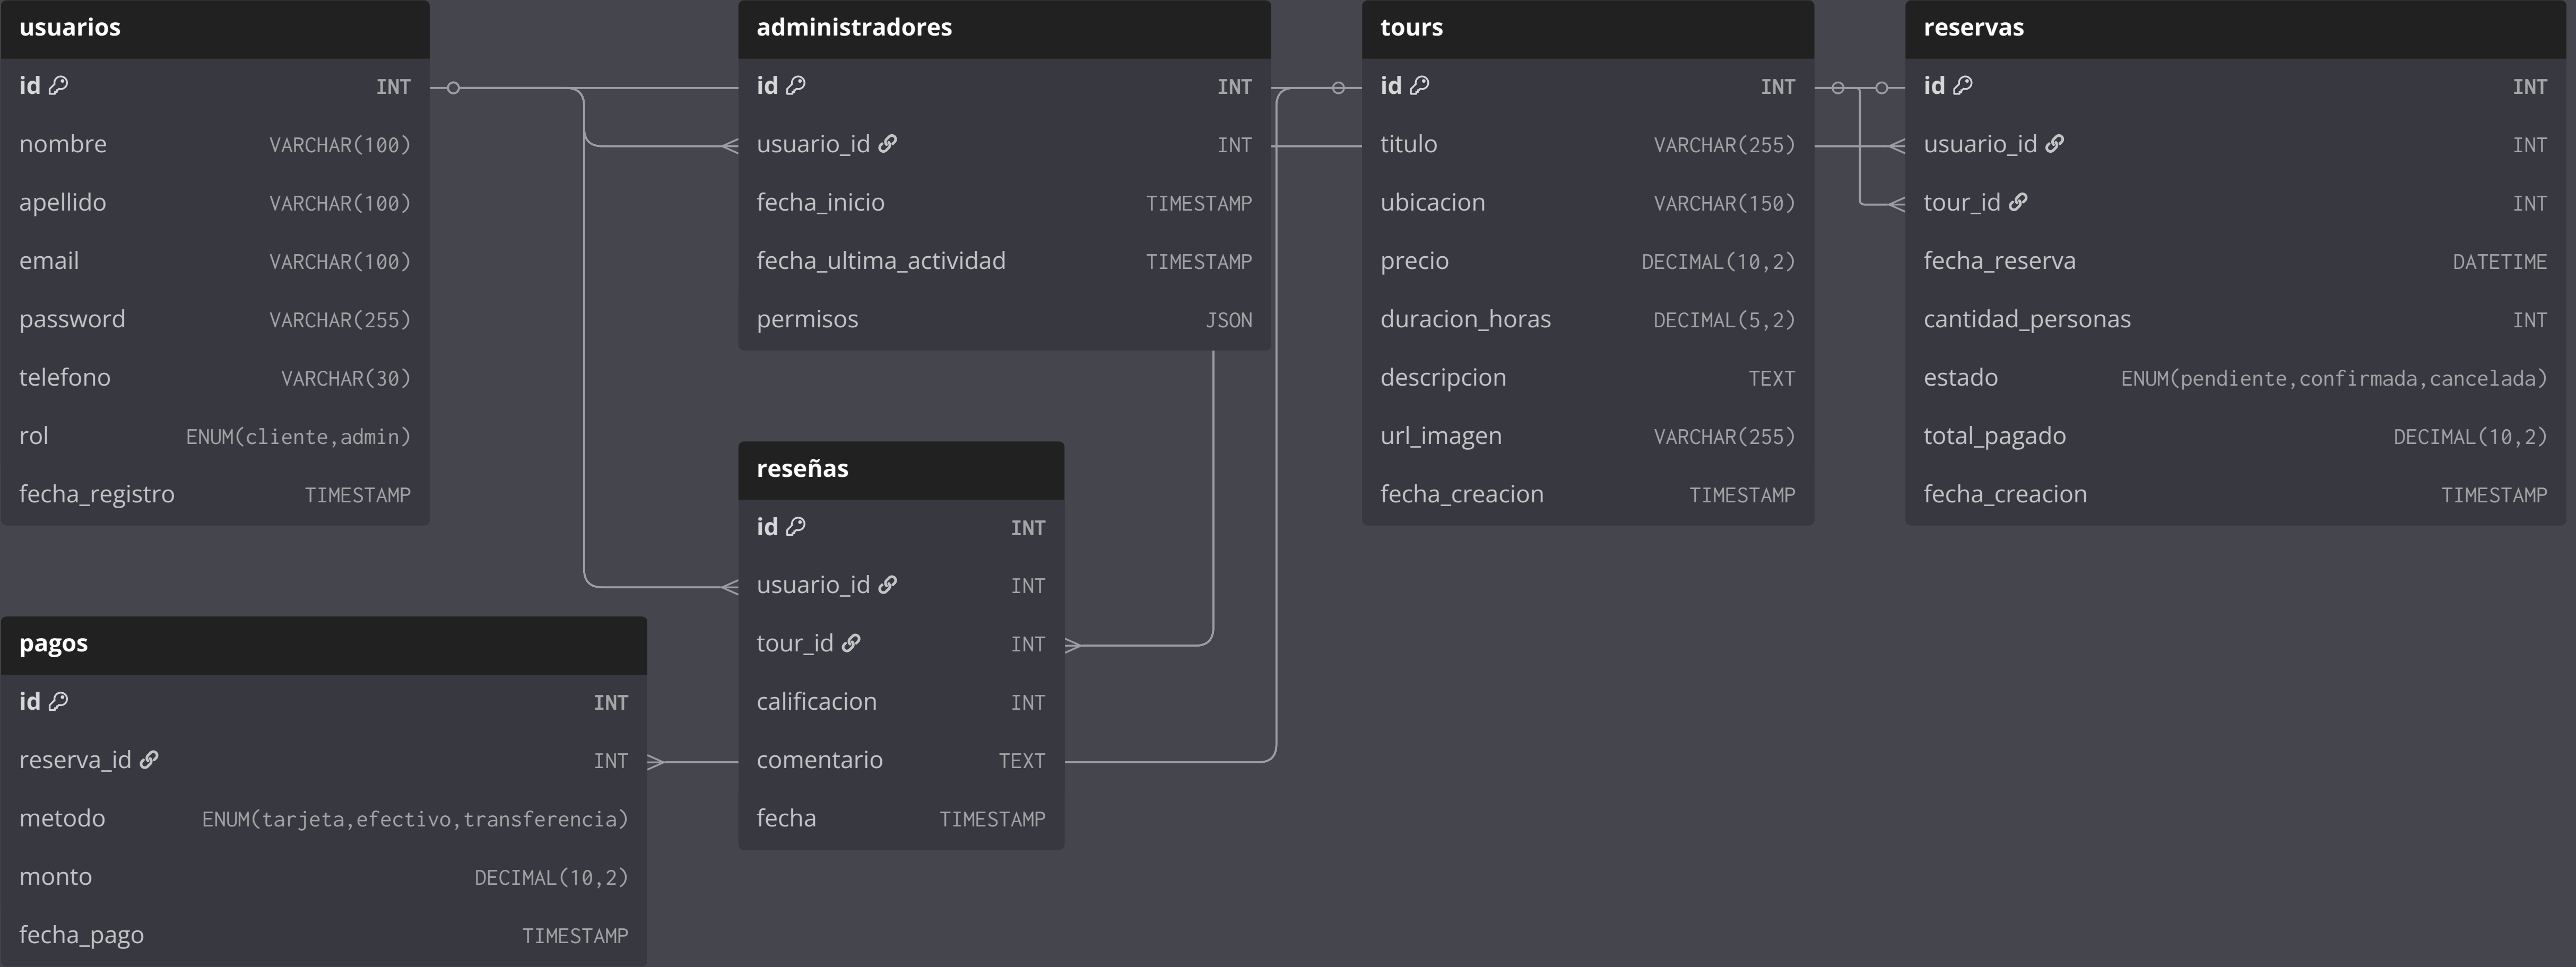 usuarios
id INT
nombre VARCHAR(100)
apellido VARCHAR(100)
email VARCHAR(100)
password VARCHAR(255)
telefono VARCHAR(30)
rol ENUM(cliente,admin)
fecha_registro TIMESTAMP
administradores
id INT
usuario_id INT
fecha_inicio TIMESTAMP
fecha_ultima_actividad TIMESTAMP
permisos JSON
tours
id INT
titulo VARCHAR(255)
ubicacion VARCHAR(150)
precio DECIMAL(10,2)
duracion_horas DECIMAL(5,2)
descripcion TEXT
url_imagen VARCHAR(255)
fecha_creacion TIMESTAMP
reservas
id INT
usuario_id INT
tour_id INT
fecha_reserva DATETIME
cantidad_personas INT
estado ENUM(pendiente,confirmada,cancelada)
total_pagado DECIMAL(10,2)
fecha_creacion TIMESTAMP
reseñas
id INT
usuario_id INT
tour_id INT
calificacion INT
comentario TEXT
fecha TIMESTAMP
pagos
id INT
reserva_id INT
metodo ENUM(tarjeta,efectivo,transferencia)
monto DECIMAL(10,2)
fecha_pago TIMESTAMP